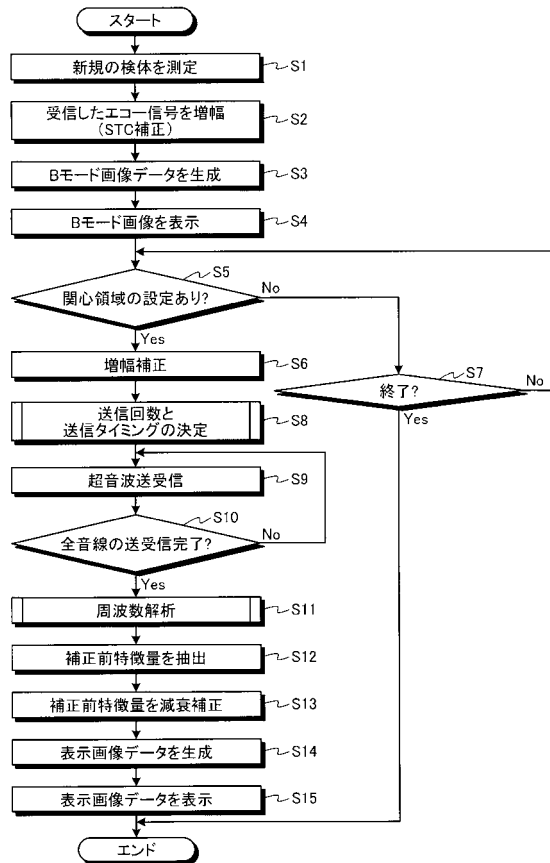 スタート
新規の検体を測定
S1
受信したエコー信号を増幅
(STC補正)
S2
Bモード画像データを生成
S3
Bモード画像を表示
S4
S5
関心領域の設定あり?
No
Yes
増幅補正
S6
S7
終了?
No
Yes
送信回数と
送信タイミングの決定
S8
超音波送受信
S9
S10
全音線の送受信完了?
No
Yes
周波数解析
S11
補正前特徴量を抽出
S12
補正前特徴量を減衰補正
S13
表示画像データを生成
S14
表示画像データを表示
S15
エンド